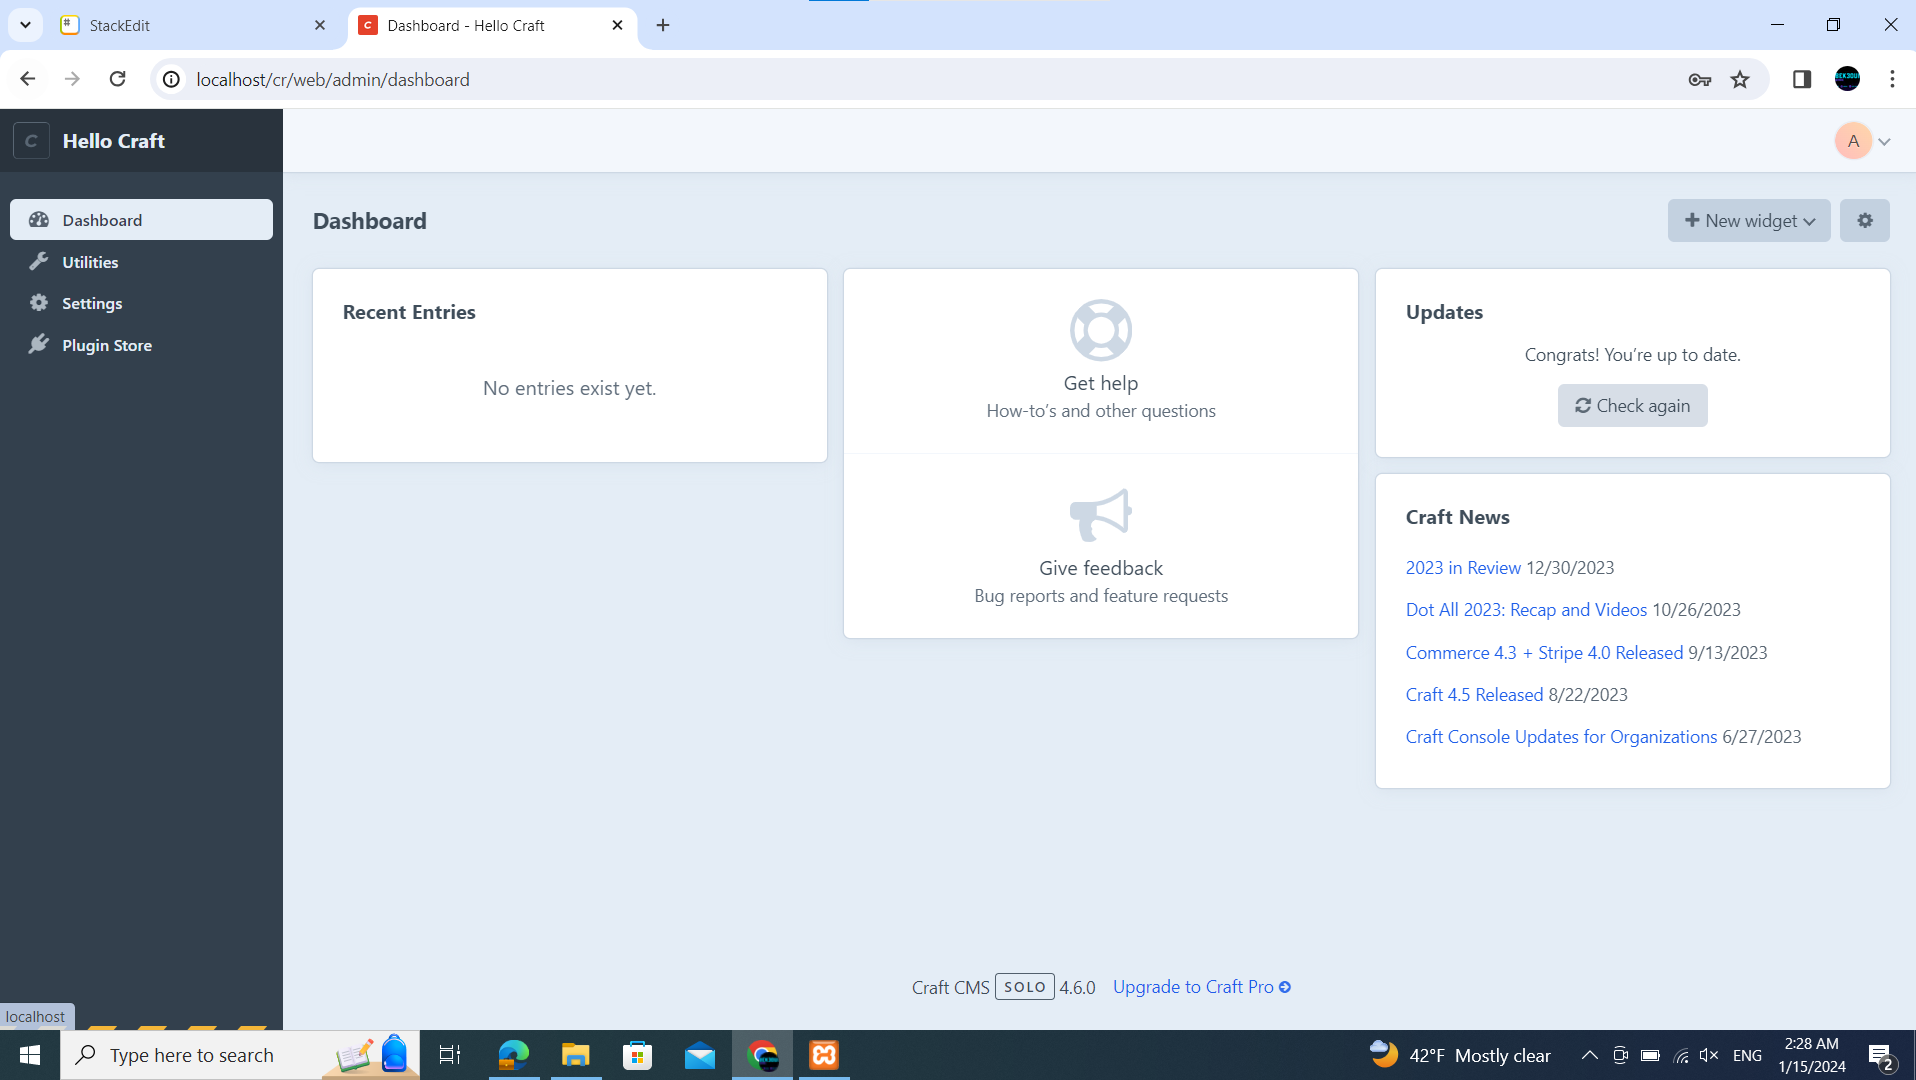 StackEdit
Dashboard - Hello Craft
localhost/cr/web/admin/dashboard
C
Hello Craft
A
Dashboard
Utilities
Settings
Plugin Store
Dashboard
New widget
Recent Entries
No entries exist yet.
Get help
How-to’s and other questions
Give feedback
Bug reports and feature requests
Updates
Congrats! You’re up to date.
Check again
Craft News
2023 in Review 12/30/2023
Dot All 2023: Recap and Videos 10/26/2023
Commerce 4.3 + Stripe 4.0 Released 9/13/2023
Craft 4.5 Released 8/22/2023
Craft Console Updates for Organizations 6/27/2023
Craft CMS SOLO 4.6.0 Upgrade to Craft Pro
localhost
Type here to search
42°F Mostly clear
ENG
2:28 AM
1/15/2024
2